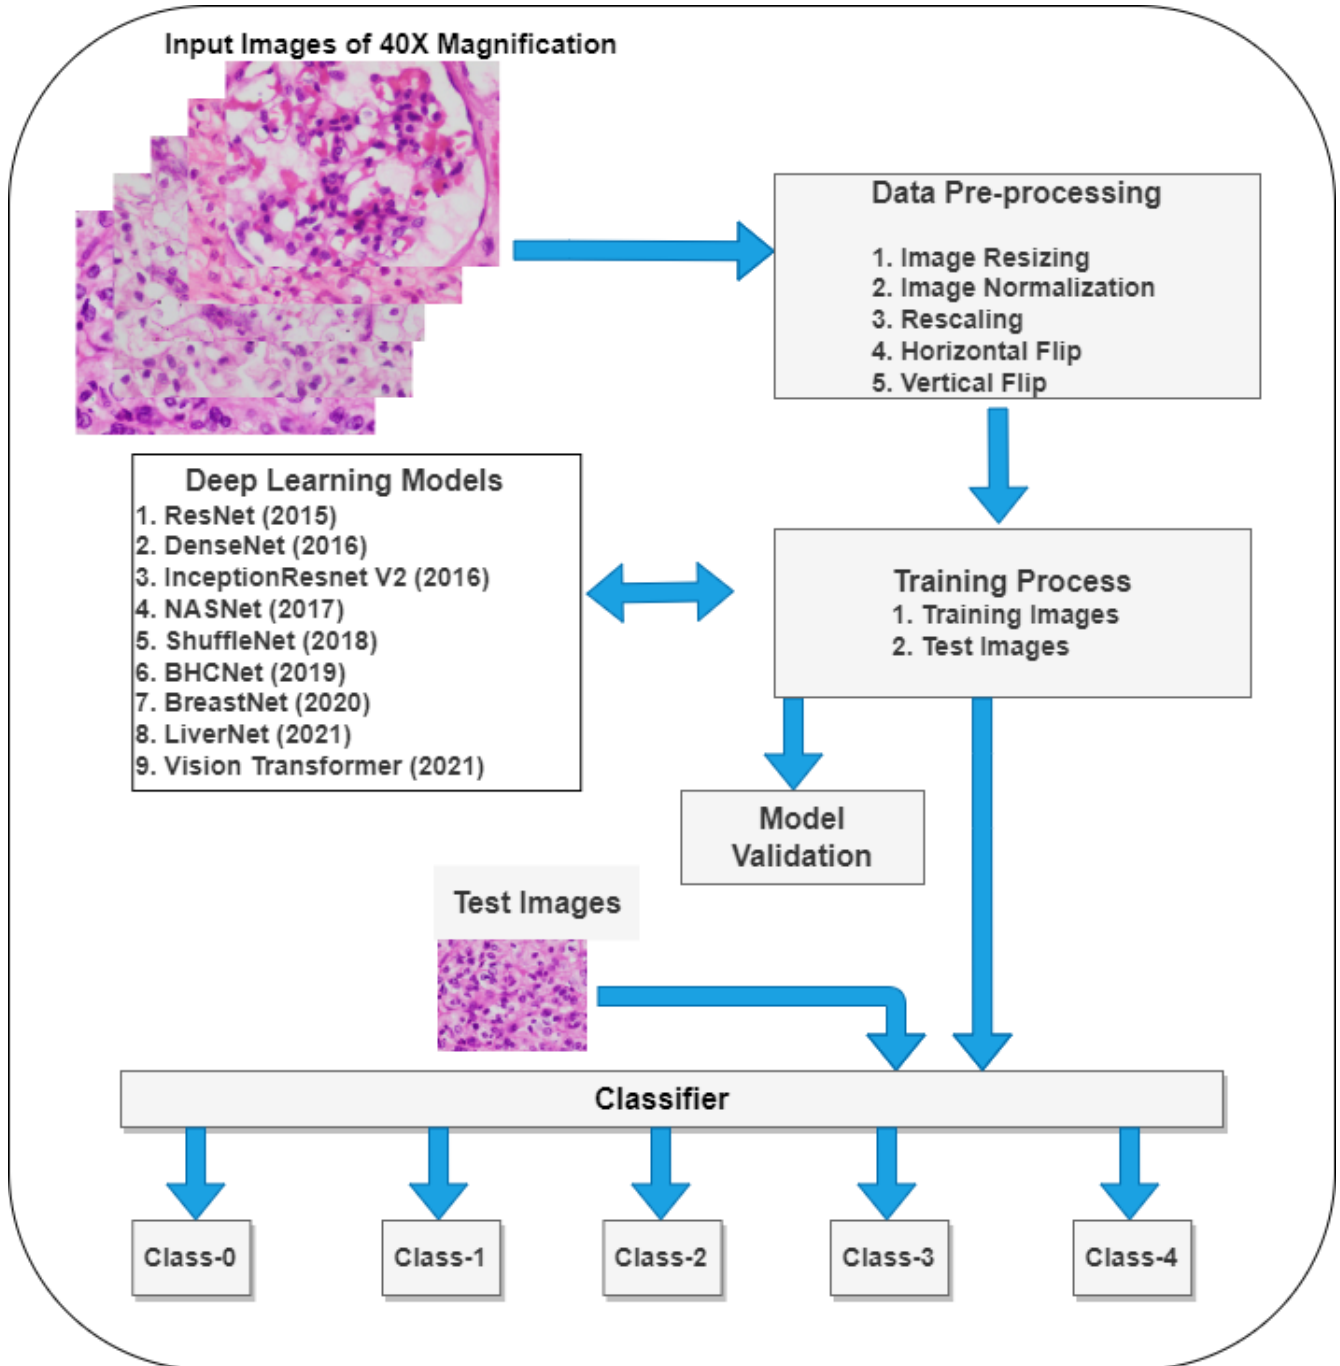 Input Images of 40X Magnification
Data Pre-processing
1. Image Resizing
2. Image Normalization
3. Rescaling
4. Horizontal Flip
5. Vertical Flip
Deep Learning Models
1. ResNet (2015)
2. DenseNet (2016)
3. InceptionResnet V2 (2016)
4. NASNet (2017)
5. ShuffleNet (2018)
6. BHCNet (2019)
7. BreastNet (2020)
8. LiverNet (2021)
9. Vision Transformer (2021)
Training Process
1. Training Images
2. Test Images
Model
Validation
Test Images
Classifier
Class-0
Class-1
Class-2
Class-3
Class-4